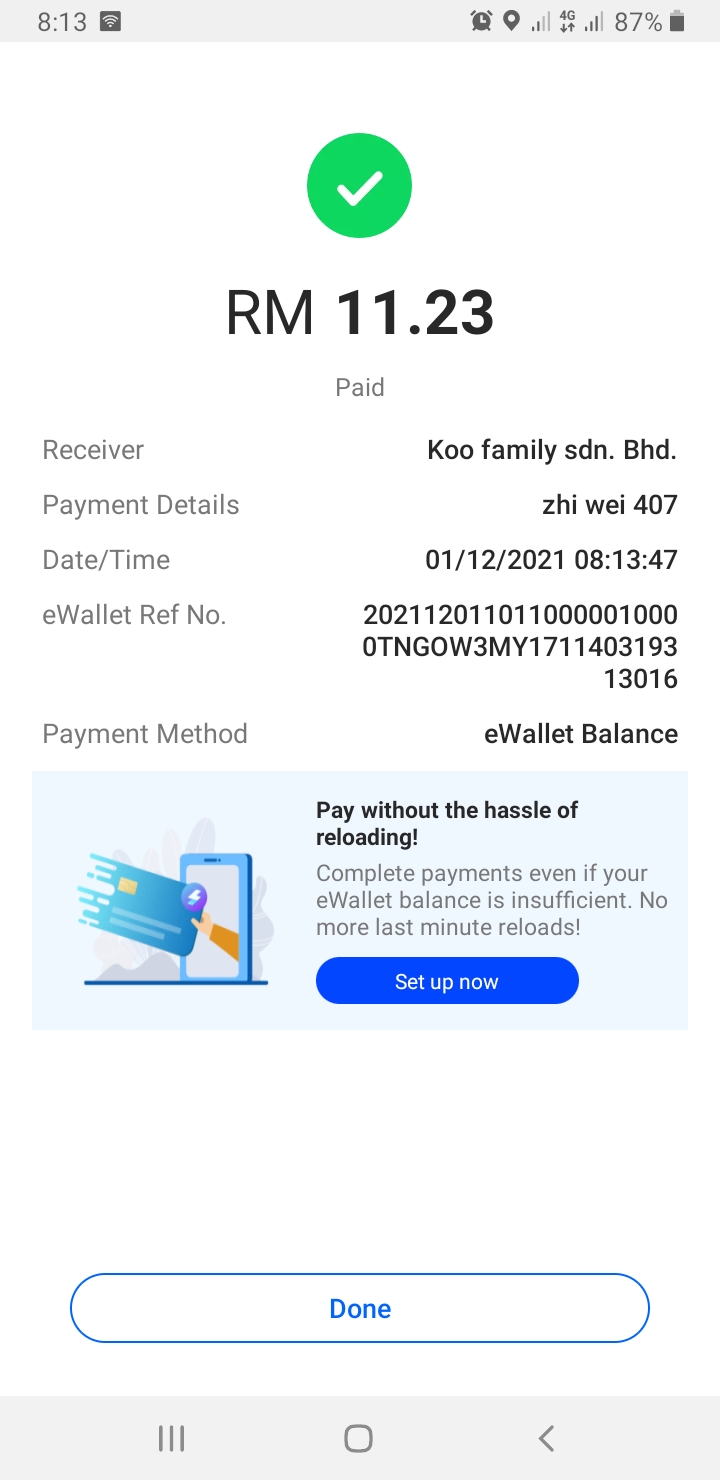 8:13 4G 87%
RM 11.23
Paid
Receiver Koo family sdn. Bhd.
Payment Details zhi wei 407
Date/Time 01/12/2021 08:13:47
eWallet Ref No. 202112011011000001000
0TNGOW3MY1711403193
13016
Payment Method eWallet Balance
Pay without the hassle of
reloading!
Complete payments even if your
eWallet balance is insufficient. No
more last minute reloads!
Set up now
Done